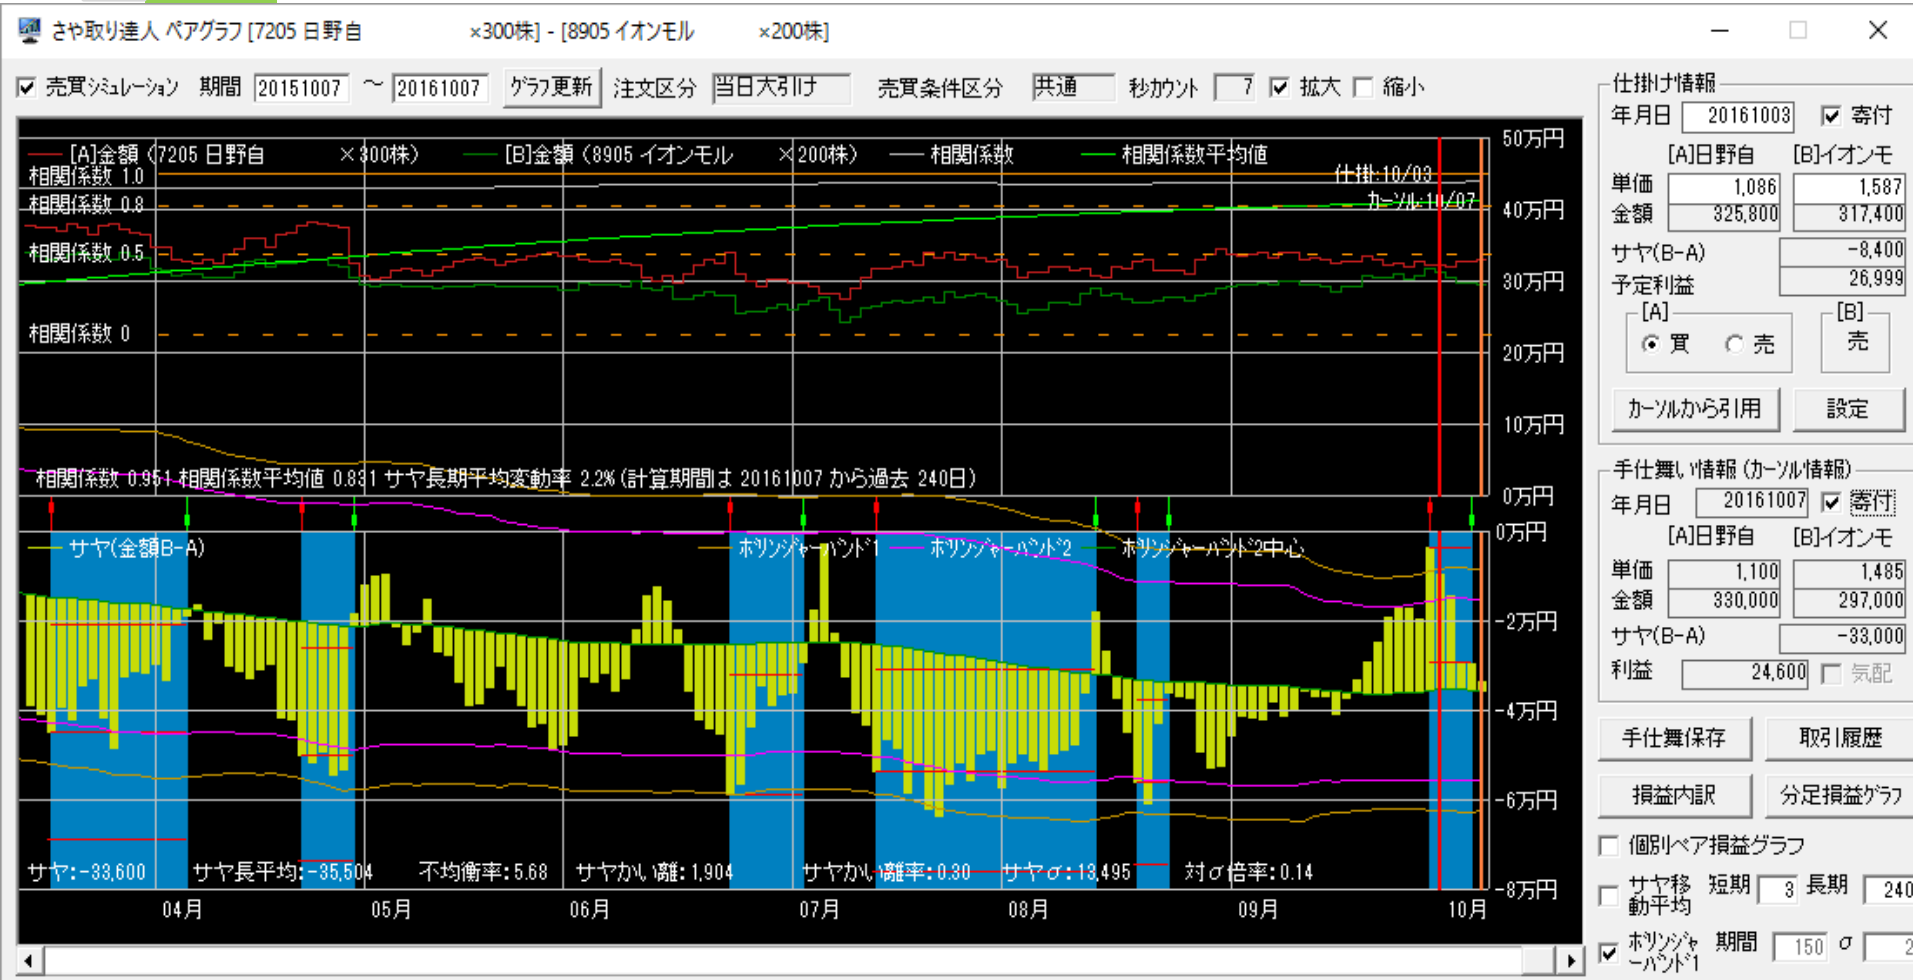 さや取り達人 ペアグラフ [7205 日野自 ×300株] - [8905 イオンモル ×200株]
売買シミュレーション 期間 20151007 ～ 20161007 グラフ更新 注文区分 当日大引け 売買条件区分 共通 秒カウント 7 拡大 縮小
[A]金額 (7205 日野自 ×300株) [B]金額 (8905 イオンモル ×200株) 相関係数 相関係数平均値
相関係数 1.0
仕掛:10/03
相関係数 0.8
カーソル:10/07
相関係数 0.5
相関係数 0
50万円
40万円
30万円
20万円
10万円
0万円
相関係数 0.951 相関係数平均値 0.831 サヤ長期平均変動率 2.2% (計算期間は 20161007 から過去 240日)
サヤ(金額B-A) ボリンジャーバンド1 ボリンジャーバンド2 ボリンジャーバンド2中心
0万円
-2万円
-4万円
-6万円
-8万円
サヤ:-33,600 サヤ長平均:-35,504 不均衡率:5.68 サヤかい離:1,904 サヤかい離率:0.30 サヤσ:13,495 対σ倍率:0.14
04月 05月 06月 07月 08月 09月 10月
仕掛け情報
年月日 20161003 寄付
[A]日野自 [B]イオンモ
単価 1,086 1,587
金額 325,800 317,400
サヤ(B-A) -8,400
予定利益 26,999
[A] [B]
買 売 売
カーソルから引用 設定
手仕舞い情報 (カーソル情報)
年月日 20161007 寄付
[A]日野自 [B]イオンモ
単価 1,100 1,485
金額 330,000 297,000
サヤ(B-A) -33,000
利益 24,600 気配
手仕舞保存 取引履歴
損益内訳 分足損益グラフ
個別ペア損益グラフ
サヤ移動平均 短期 3 長期 240
ボリンジャーバンド1 期間 150 σ 2